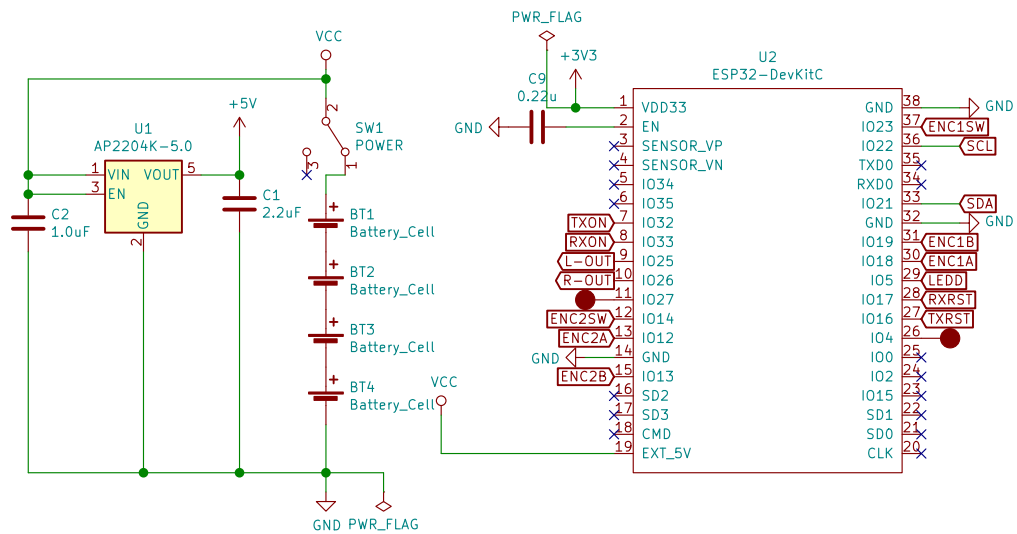 PWR_FLAG
VCC
+3V3
C9
0.22u
GND
+5V
U1
AP2204K-5.0
1 VIN
3 EN
VOUT 5
GND
2
C2
1.0uF
C1
2.2uF
2
3
1
SW1
POWER
+
BT1
Battery_Cell
+
BT2
Battery_Cell
+
BT3
Battery_Cell
+
BT4
Battery_Cell
GND
PWR_FLAG
VCC
U2
ESP32-DevKitC
1 VDD33
2 EN
3 SENSOR_VP
4 SENSOR_VN
5 IO34
6 IO35
TXON 7 IO32
RXON 8 IO33
L-OUT 9 IO25
R-OUT 10 IO26
11 IO27
ENC2SW 12 IO14
ENC2A 13 IO12
GND 14 GND
ENC2B 15 IO13
16 SD2
17 SD3
18 CMD
19 EXT_5V
GND 38 GND
IO23 37 ENC1SW
IO22 36 SCL
TXD0 35
RXD0 34
IO21 33 SDA
GND 32 GND
IO19 31 ENC1B
IO18 30 ENC1A
IO5 29 LEDD
IO17 28 RXRST
IO16 27 TXRST
IO4 26
IO0 25
IO2 24
IO15 23
SD1 22
SD0 21
CLK 20